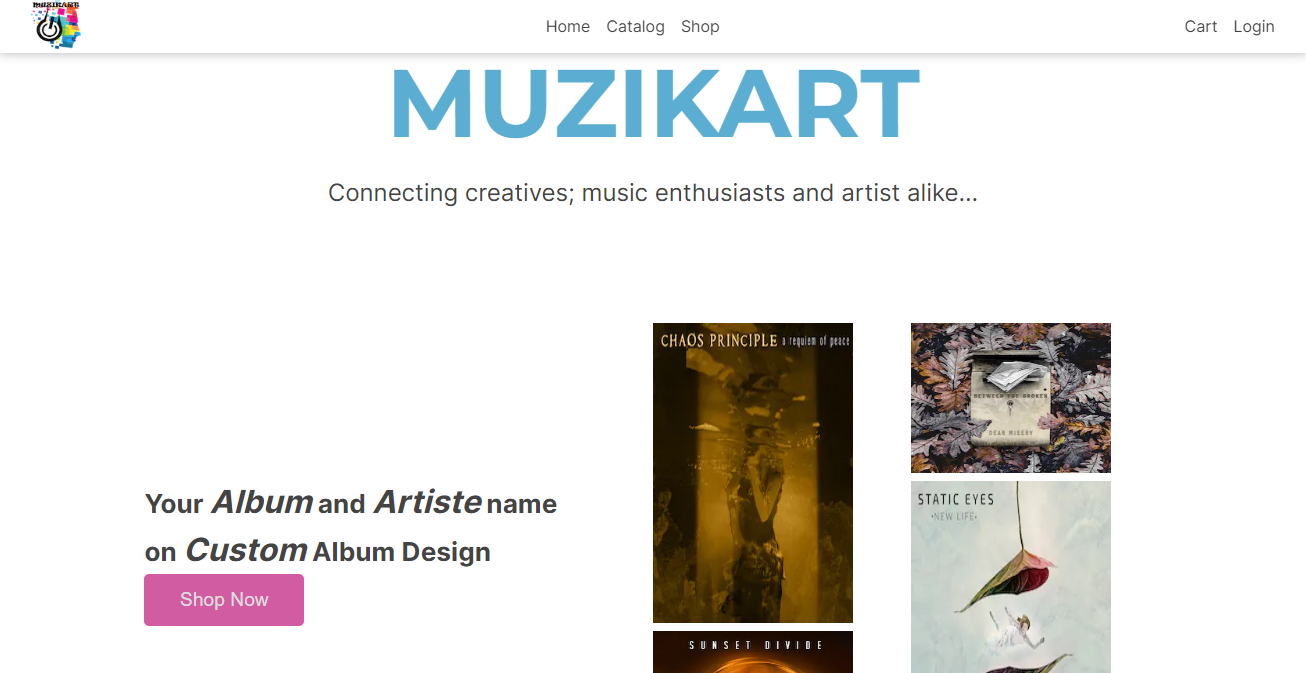 MUZIKART
Home Catalog Shop
Cart Login
MUZIKART
Connecting creatives; music enthusiasts and artist alike...
Your Album and Artiste name
on Custom Album Design
Shop Now
CHAOS PRINCIPLE a requiem of peace
BETWEEN THE BROKEN
DEAR MISERY
STATIC EYES
•NEW LIFE•
SUNSET DIVIDE